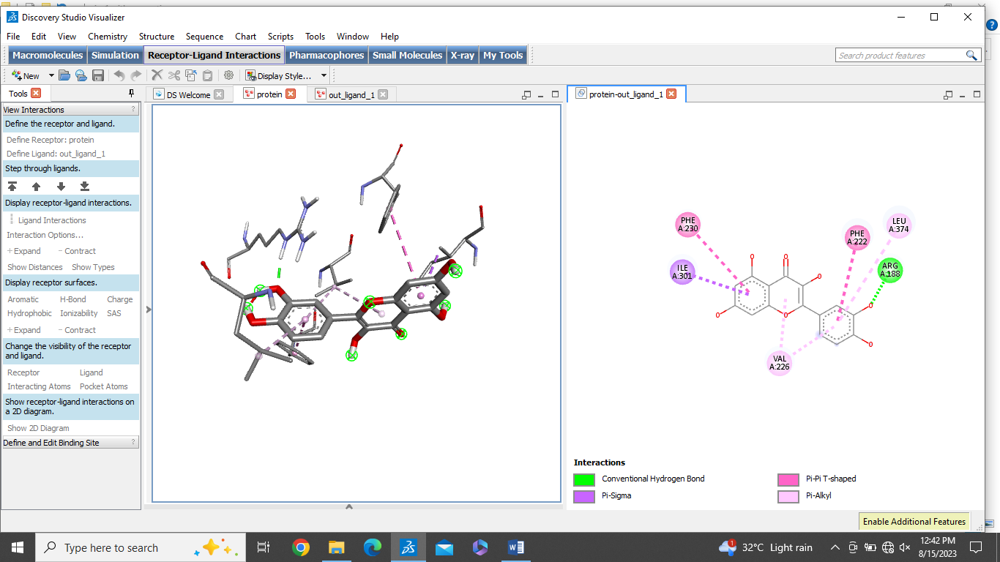 Discovery Studio Visualizer
File Edit View Chemistry Structure Sequence Chart Scripts Tools Window Help
Macromolecules Simulation Receptor-Ligand Interactions Pharmacophores Small Molecules X-ray My Tools
Search product features
New Display Style...
Tools DS Welcome protein out_ligand_1 protein-out_ligand_1
View Interactions ?
Define the receptor and ligand.
Define Receptor: protein
Define Ligand: out_ligand_1
Step through ligands.
Display receptor-ligand interactions.
Ligand Interactions
Interaction Options...
+ Expand - Contract
Show Distances Show Types
Display receptor surfaces.
Aromatic H-Bond Charge
Hydrophobic Ionizability SAS
+ Expand - Contract
Change the visibility of the receptor
and ligand.
Receptor Ligand
Interacting Atoms Pocket Atoms
Show receptor-ligand interactions on
a 2D diagram.
Show 2D Diagram
Define and Edit Binding Site ?
PHE
A:230
LEU
A:374
PHE
A:222
ILE
A:301
ARG
A:188
O O O
O O
O O
VAL
A:226
Interactions
Conventional Hydrogen Bond Pi-Pi T-shaped
Pi-Sigma Pi-Alkyl
Enable Additional Features
Type here to search
32°C Light rain
12:42 PM
8/15/2023